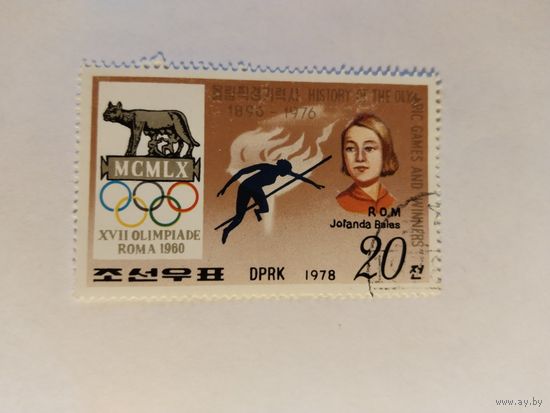 올림픽경기력사 HISTORY OF THE OLYMPIC GAMES AND WINNERS
1896 - 1976
MCMLX
XVII OLIMPIADE
ROMA 1960
ROM
Jolanda Balas
조선우표 DPRK 1978 20 전
www.ay.by